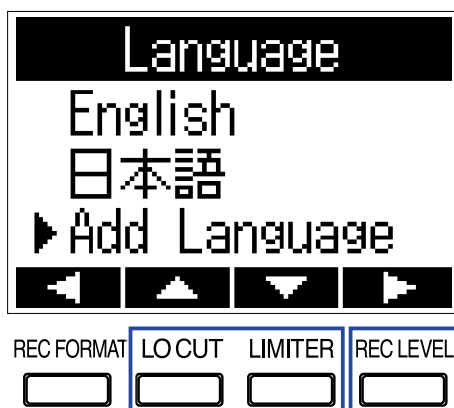 Language
English
日本語
Add Language
REC FORMAT LO CUT LIMITER REC LEVEL